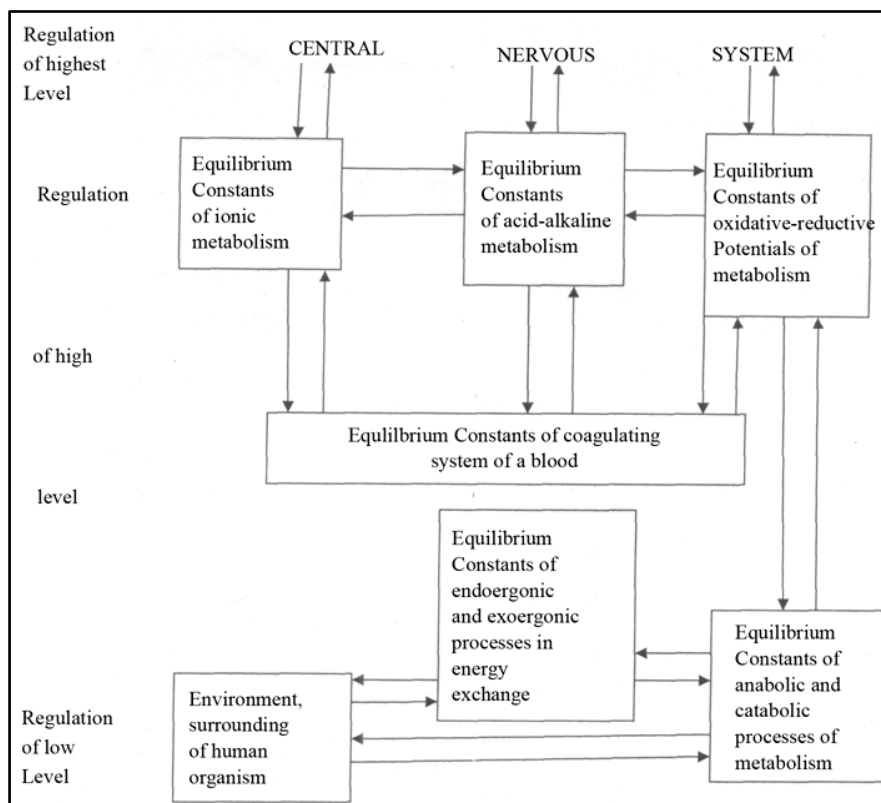 Regulation
of highest
Level
CENTRAL
NERVOUS
SYSTEM
Regulation
Equilibrium
Constants
of ionic
metabolism
Equilibrium
Constants
of acid-alkaline
metabolism
Equilibrium
Constants of
oxidative-reductive
Potentials of
metabolism
of high
Equlilbrium Constants of coagulating
system of a blood
level
Equilibrium
Constants of
endoergonic
and exoergonic
processes in
energy
exchange
Equilibrium
Constants of
anabolic and
catabolic
processes of
metabolism
Regulation
of low
Level
Environment,
surrounding
of human
organism